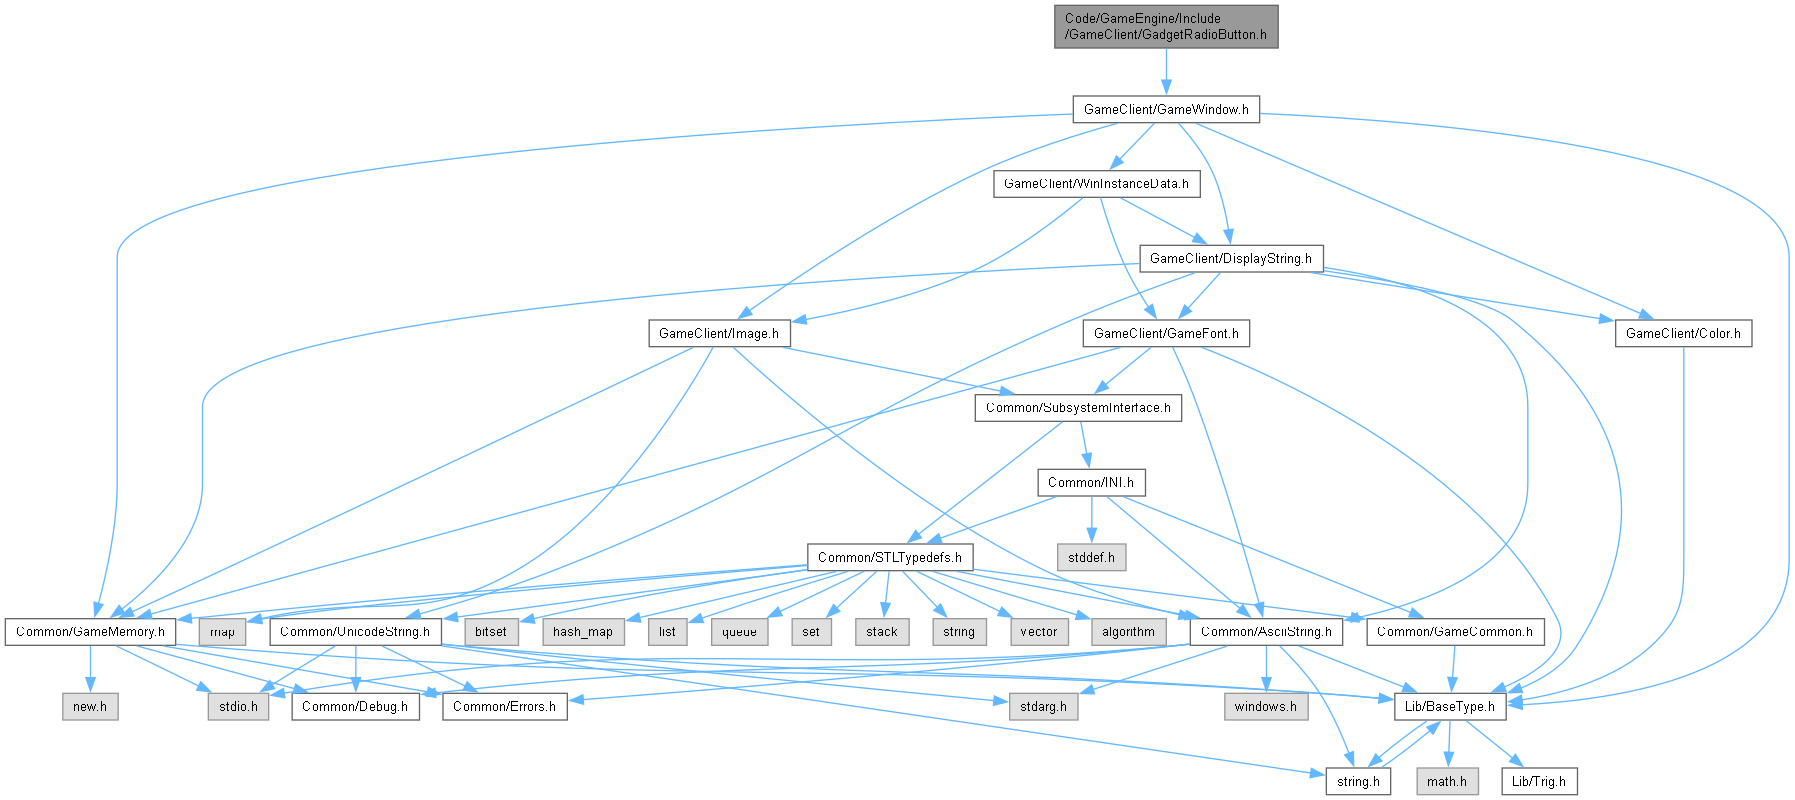 Code/GameEngine/Include
/GameClient/GadgetRadioButton.h
GameClient/GameWindow.h
GameClient/WinInstanceData.h
GameClient/DisplayString.h
GameClient/Image.h
GameClient/GameFont.h
GameClient/Color.h
Common/SubsystemInterface.h
Common/INI.h
Common/STLTypedefs.h
stddef.h
Common/GameMemory.h
map
Common/UnicodeString.h
bitset
hash_map
list
queue
set
stack
string
vector
algorithm
Common/AsciiString.h
Common/GameCommon.h
new.h
stdio.h
Common/Debug.h
Common/Errors.h
stdarg.h
windows.h
Lib/BaseType.h
string.h
math.h
Lib/Trig.h